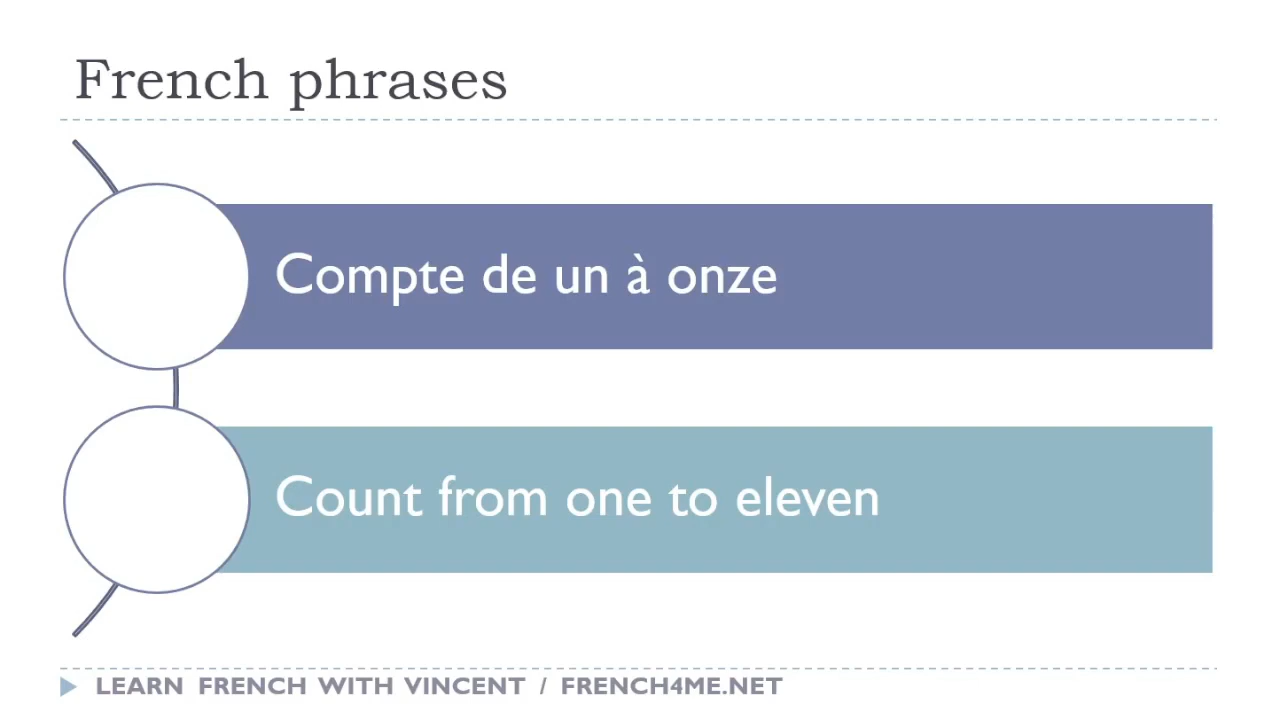 French phrases
Compte de un à onze
Count from one to eleven
LEARN FRENCH WITH VINCENT / FRENCH4ME.NET